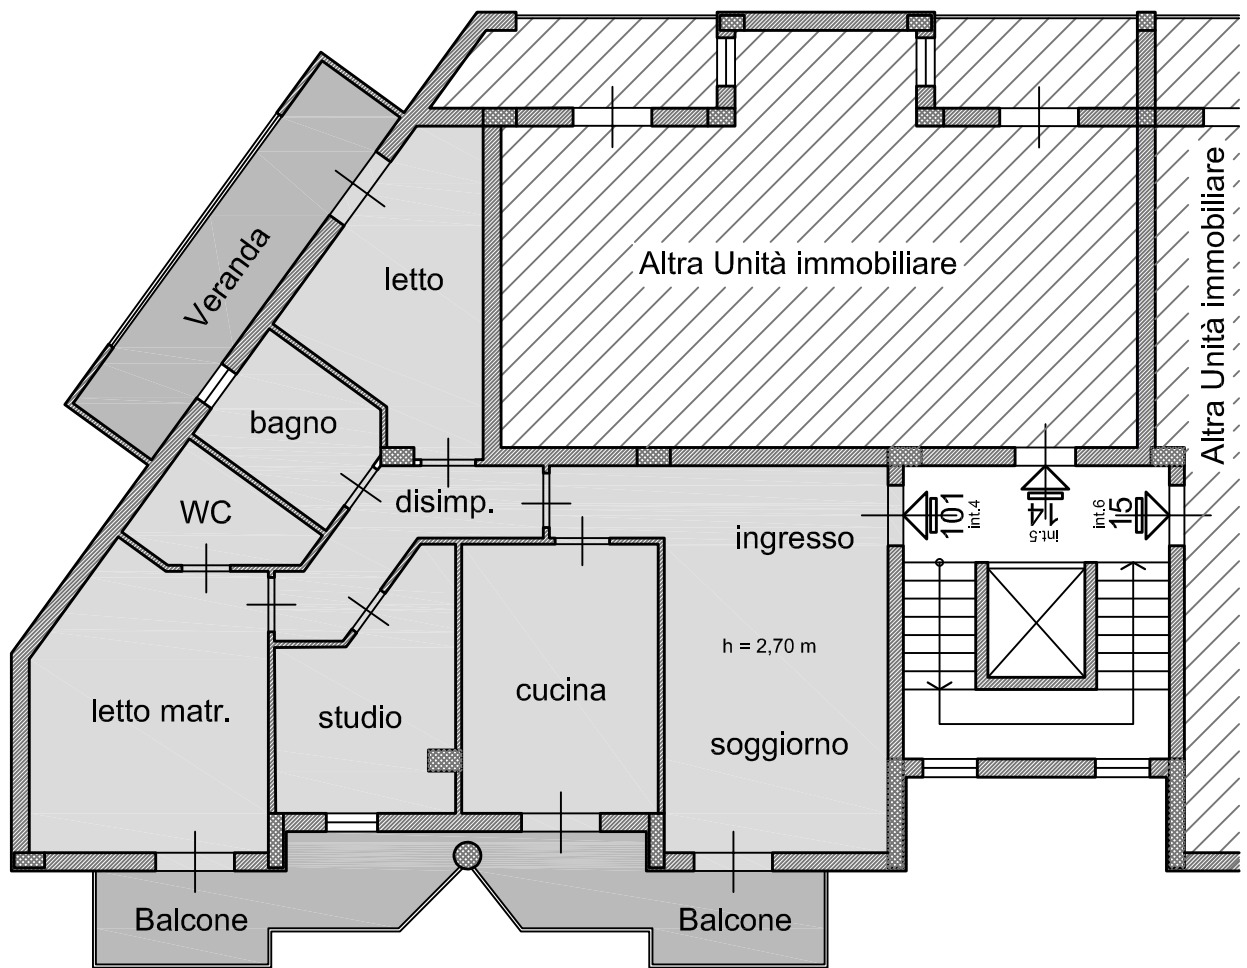 Altra Unità immobiliare
Altra Unità immobiliare
Veranda
letto
bagno
WC
disimp.
ingresso
101
int.4
14
int.5
int.6
15
h = 2,70 m
letto matr.
studio
cucina
soggiorno
Balcone
Balcone